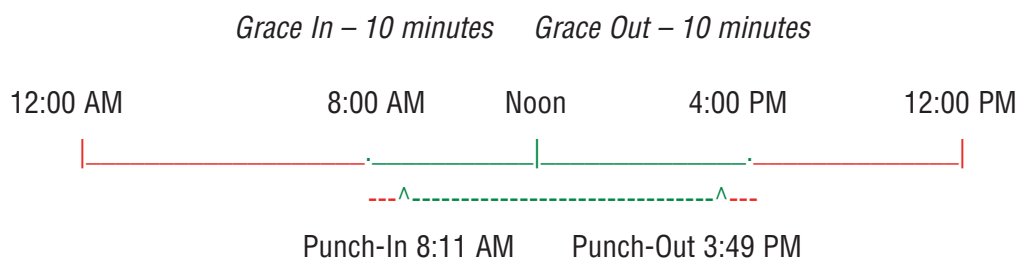 Grace In – 10 minutes Grace Out – 10 minutes
12:00 AM 8:00 AM Noon 4:00 PM 12:00 PM
Punch-In 8:11 AM Punch-Out 3:49 PM